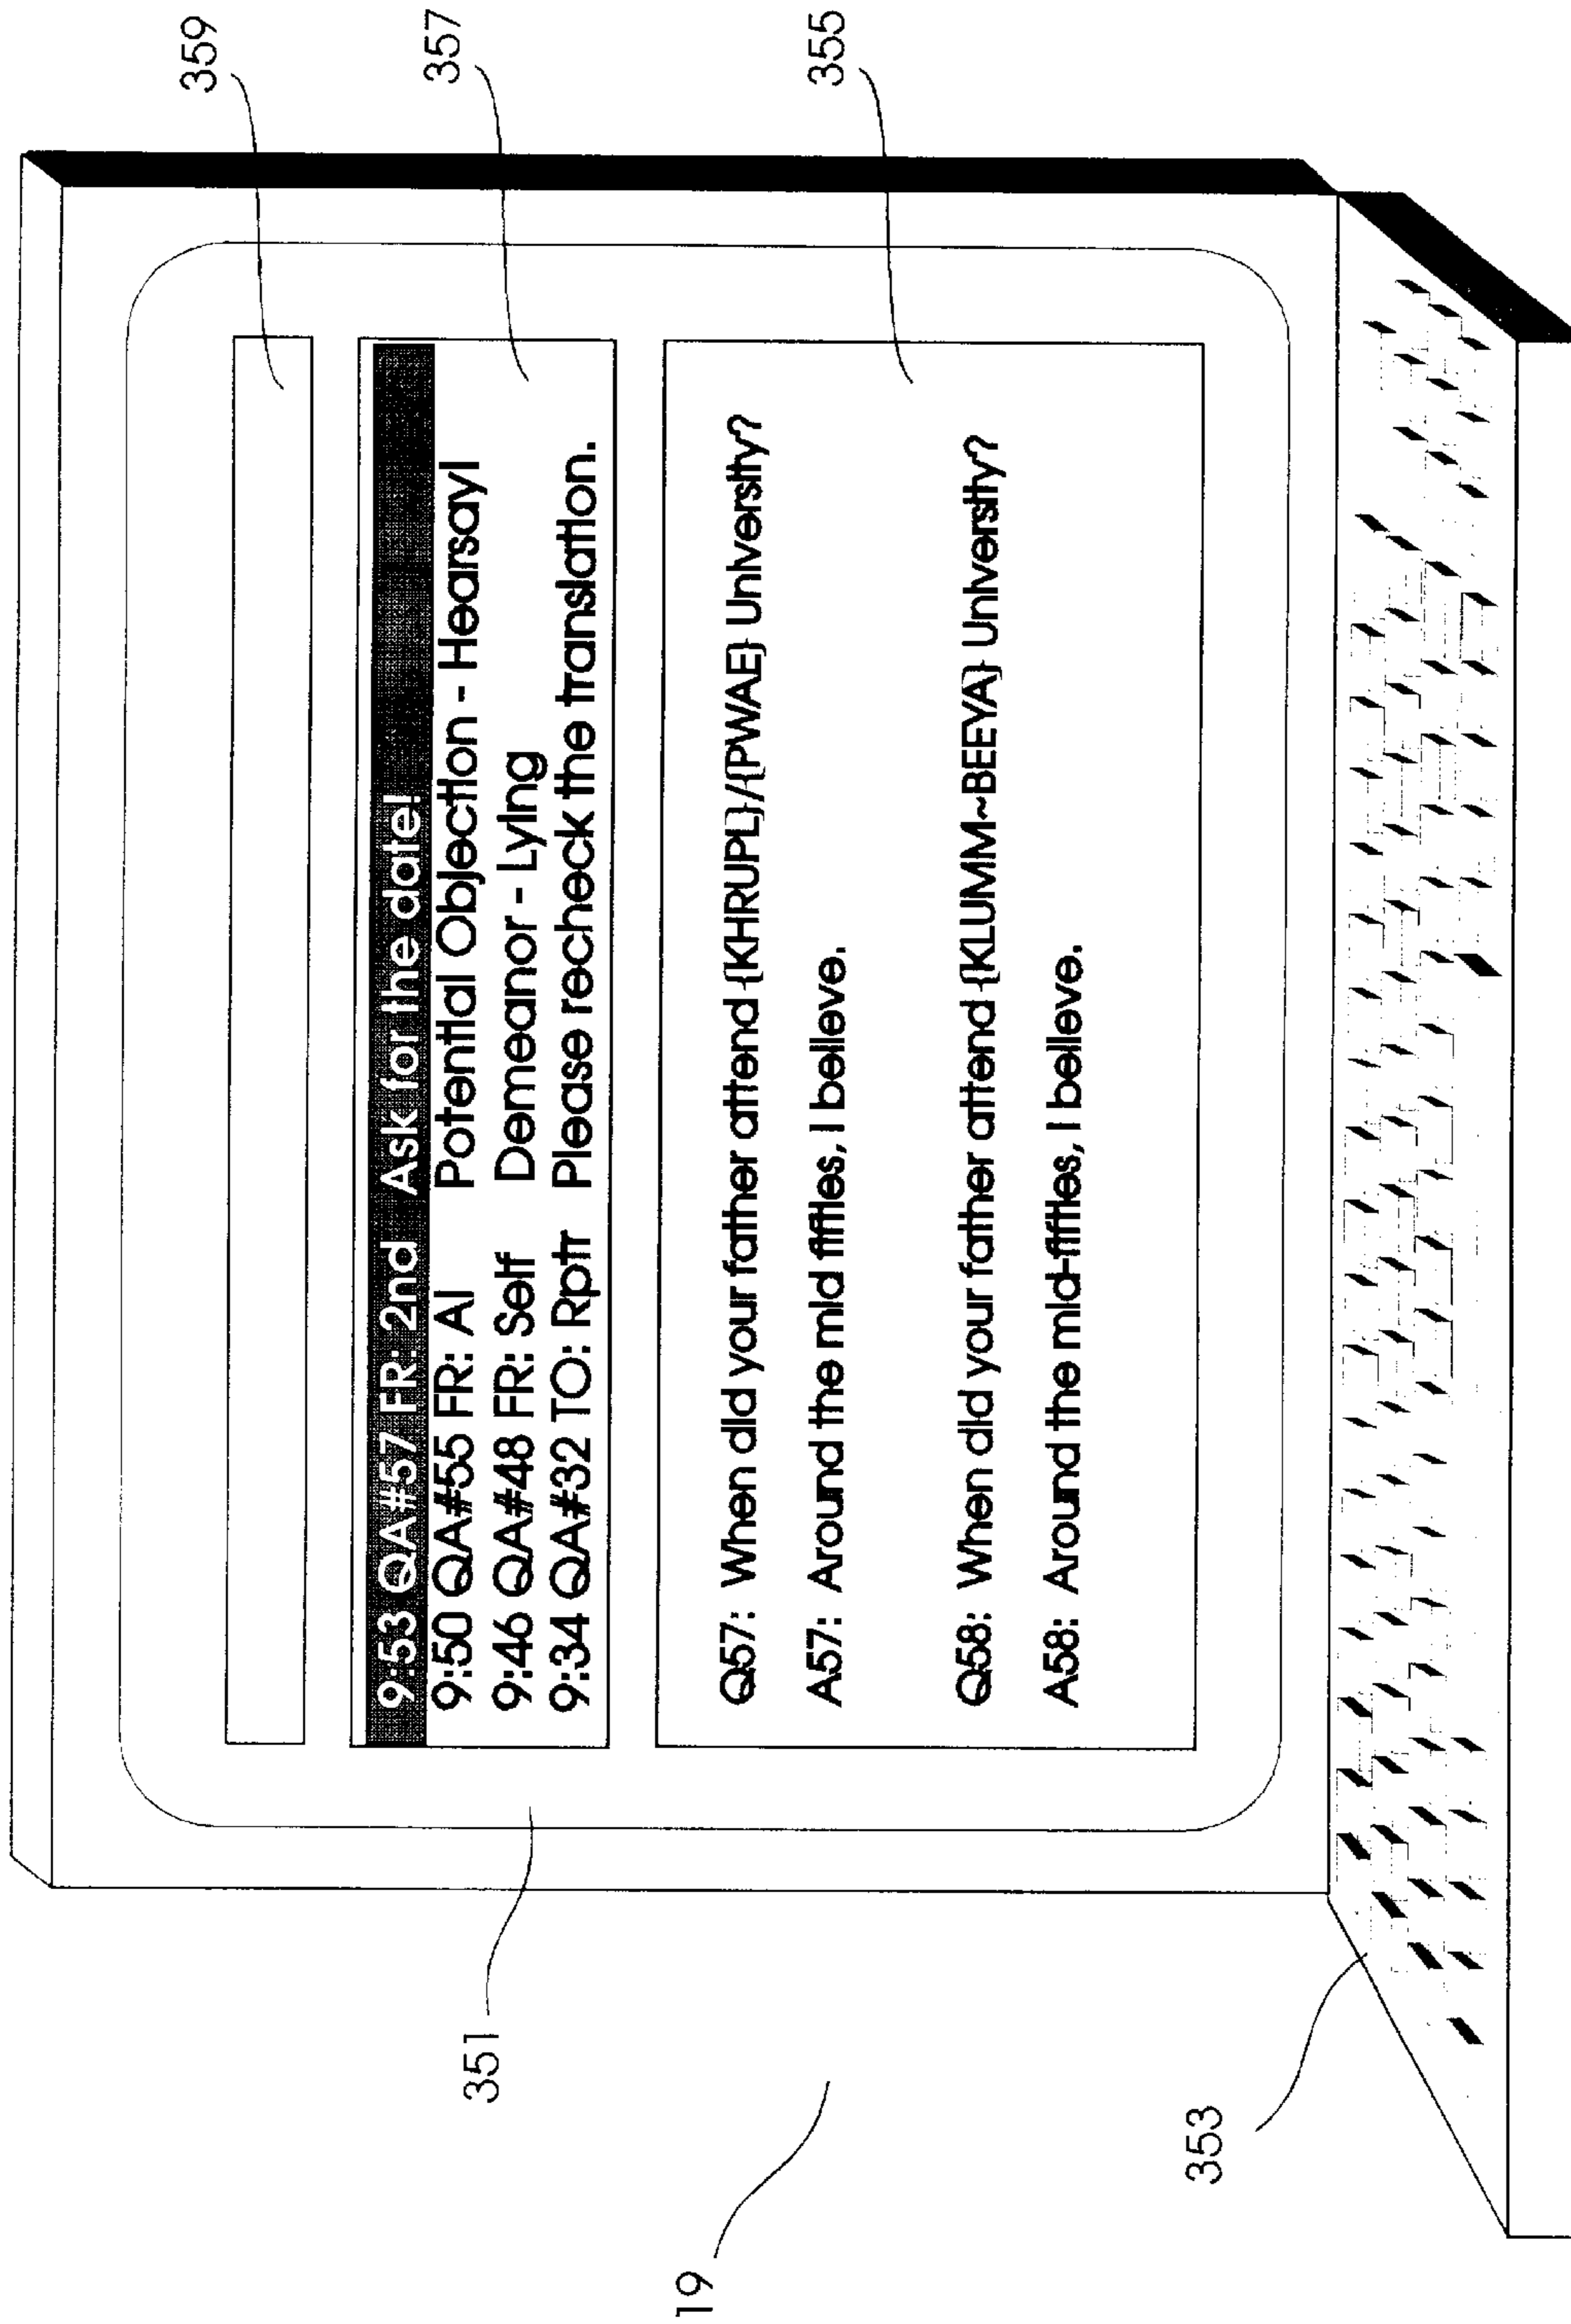 359
357
9:53 QA#57 FR: 2nd Ask for the date!
9:50 QA#55 FR: AI Potential Objection - Hearsay!
9:46 QA#48 FR: Self Demeanor - Lying
9:34 QA#32 TO: Rptr Please recheck the translation.
355
Q57: When did your father attend {KHRUPL}/{PWAE} University?
A57: Around the mid fifties, I believe.
Q58: When did your father attend {KLUMM~BEEYA} University?
A58: Around the mid-fifties, I believe.
351
19
353